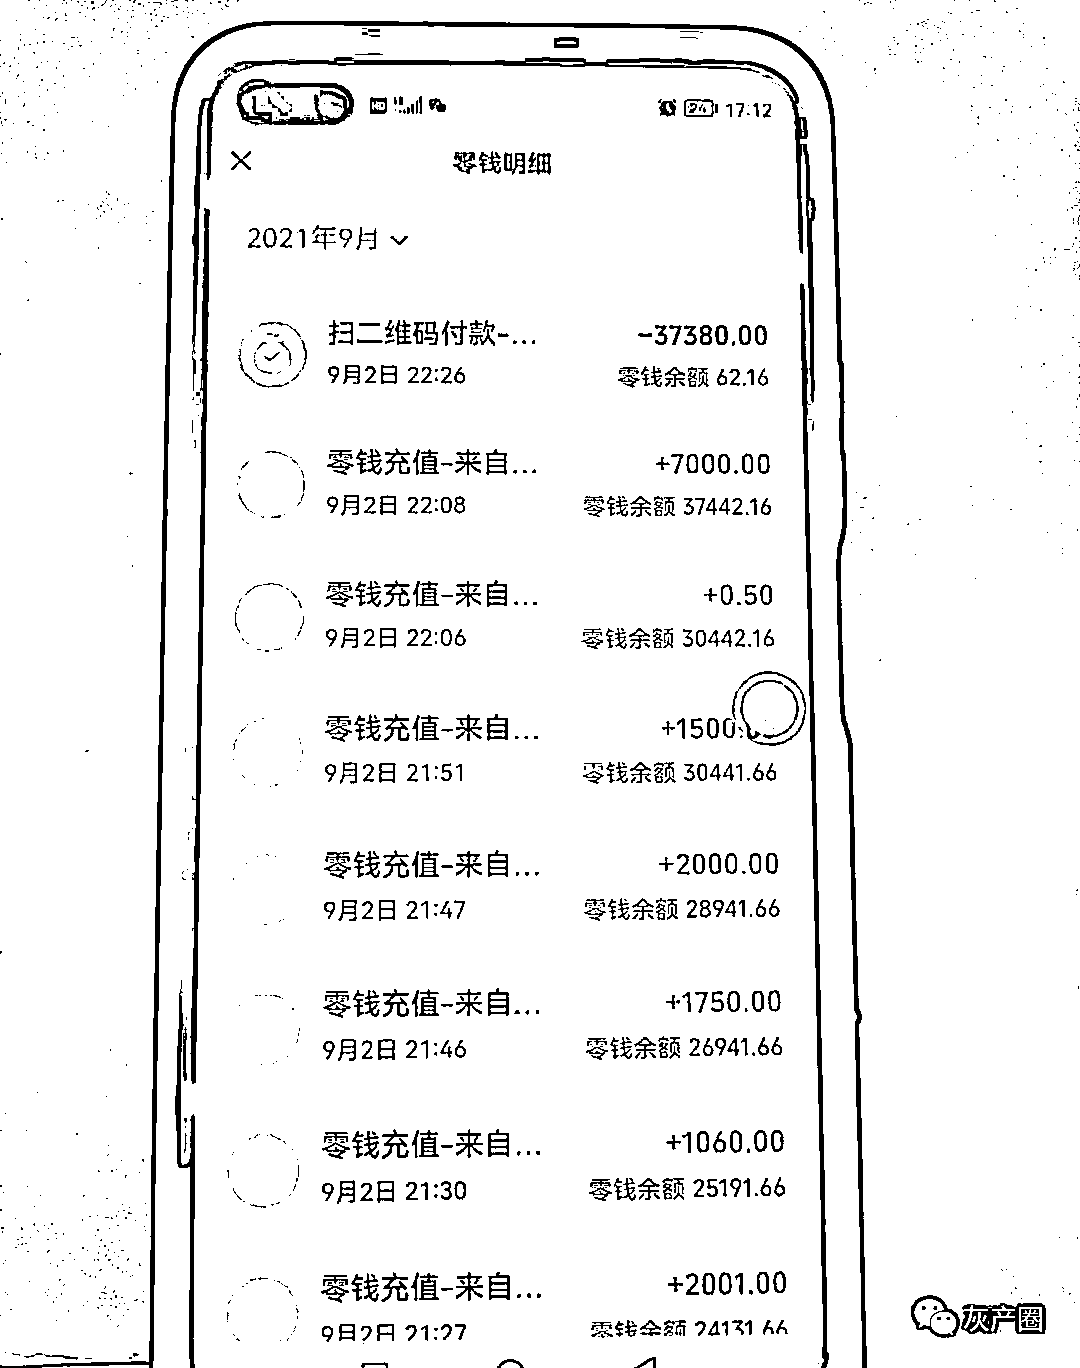 24 17:12
零钱明细
2021年9月
扫二维码付款-... -37380.00
9月2日 22:26 零钱余额 62.16
零钱充值-来自... +7000.00
9月2日 22:08 零钱余额 37442.16
零钱充值-来自... +0.50
9月2日 22:06 零钱余额 30442.16
零钱充值-来自... +1500.
9月2日 21:51 零钱余额 30441.66
零钱充值-来自... +2000.00
9月2日 21:47 零钱余额 28941.66
零钱充值-来自... +1750.00
9月2日 21:46 零钱余额 26941.66
零钱充值-来自... +1060.00
9月2日 21:30 零钱余额 25191.66
零钱充值-来自... +2001.00
9月2日 21:27 零钱余额 24131.66
灰产圈